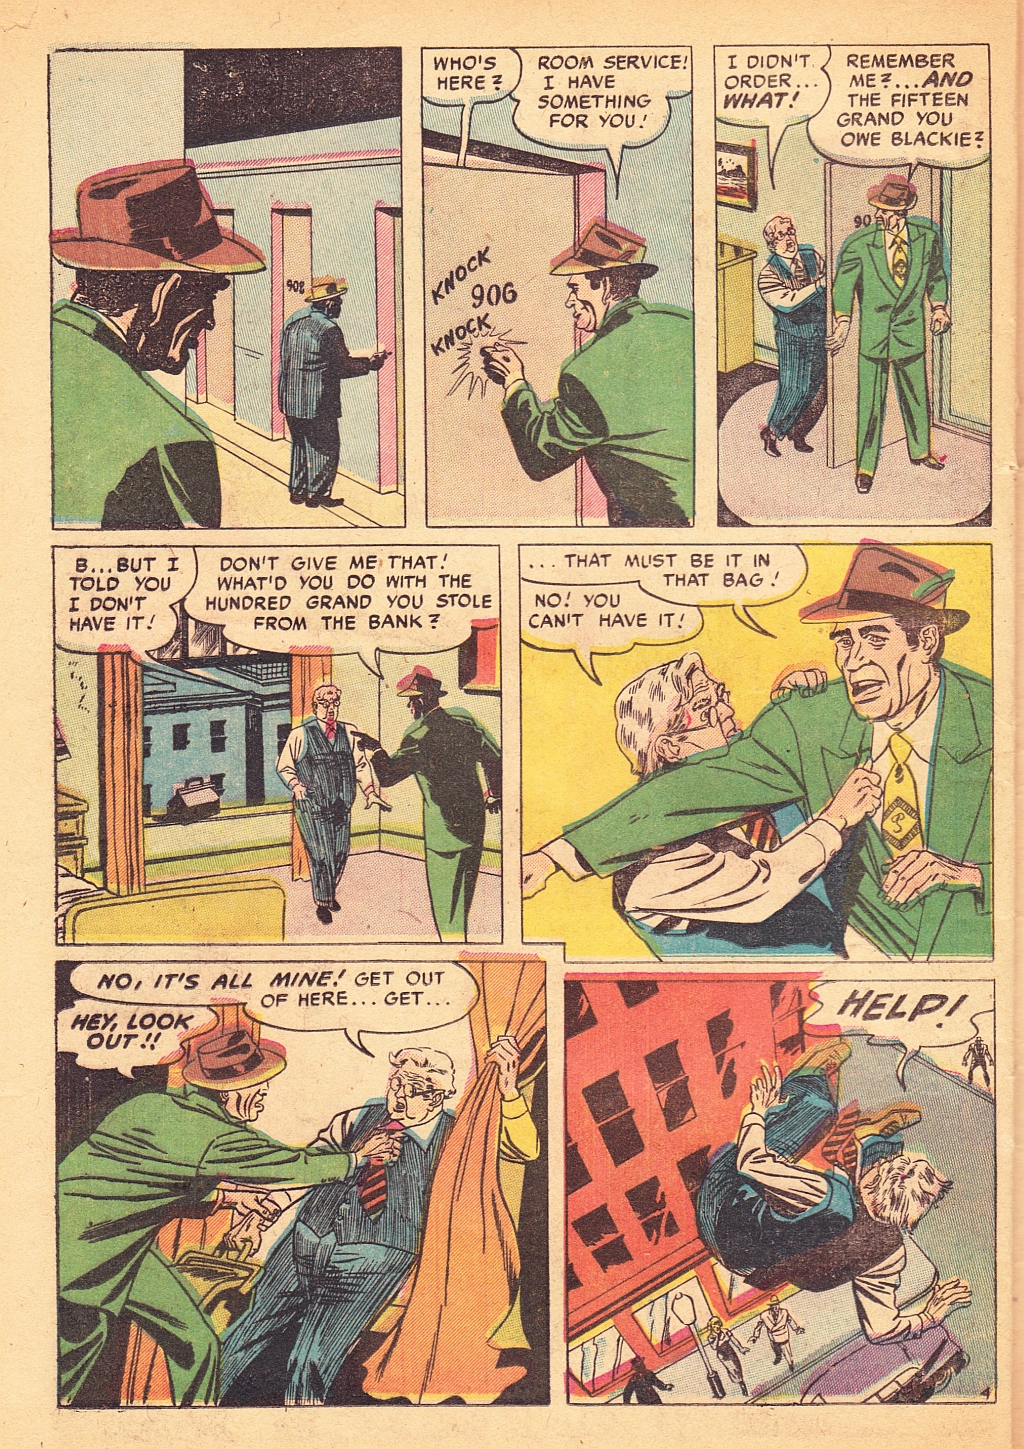 908
WHO'S
HERE?
ROOM SERVICE!
I HAVE
SOMETHING
FOR YOU!
KNOCK
906
KNOCK
I DIDN'T
ORDER...
WHAT!
REMEMBER
ME?...AND
THE FIFTEEN
GRAND YOU
OWE BLACKIE?
90
B...BUT I
TOLD YOU
I DON'T
HAVE IT!
DON'T GIVE ME THAT!
WHAT'D YOU DO WITH THE
HUNDRED GRAND YOU STOLE
FROM THE BANK?
...THAT MUST BE IT IN
THAT BAG!
NO! YOU
CAN'T HAVE IT!
NO, IT'S ALL MINE! GET OUT
OF HERE... GET...
HEY, LOOK
OUT!!
HELP!
4